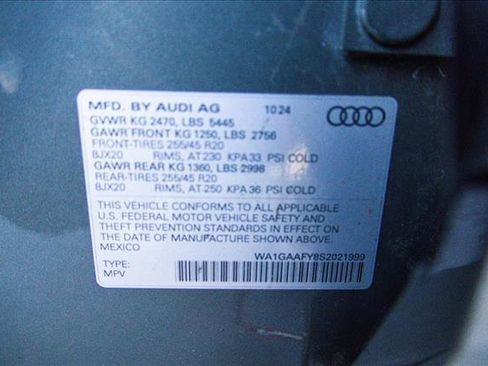 MFD. BY AUDI AG 10 24
GVWR KG 2470, LBS 5445
GAWR FRONT KG 1250, LBS 2756
FRONT-TIRES 255/45 R20
8JX20 RIMS, AT 230 KPA 33 PSI COLD
GAWR REAR KG 1360, LBS 2998
REAR-TIRES 255/45 R20
8JX20 RIMS, AT 250 KPA 36 PSI COLD
THIS VEHICLE CONFORMS TO ALL APPLICABLE
U.S. FEDERAL MOTOR VEHICLE SAFETY AND
THEFT PREVENTION STANDARDS IN EFFECT ON
THE DATE OF MANUFACTURE SHOWN ABOVE.
MEXICO
WA1GAAFY8S2021999
TYPE:
MPV